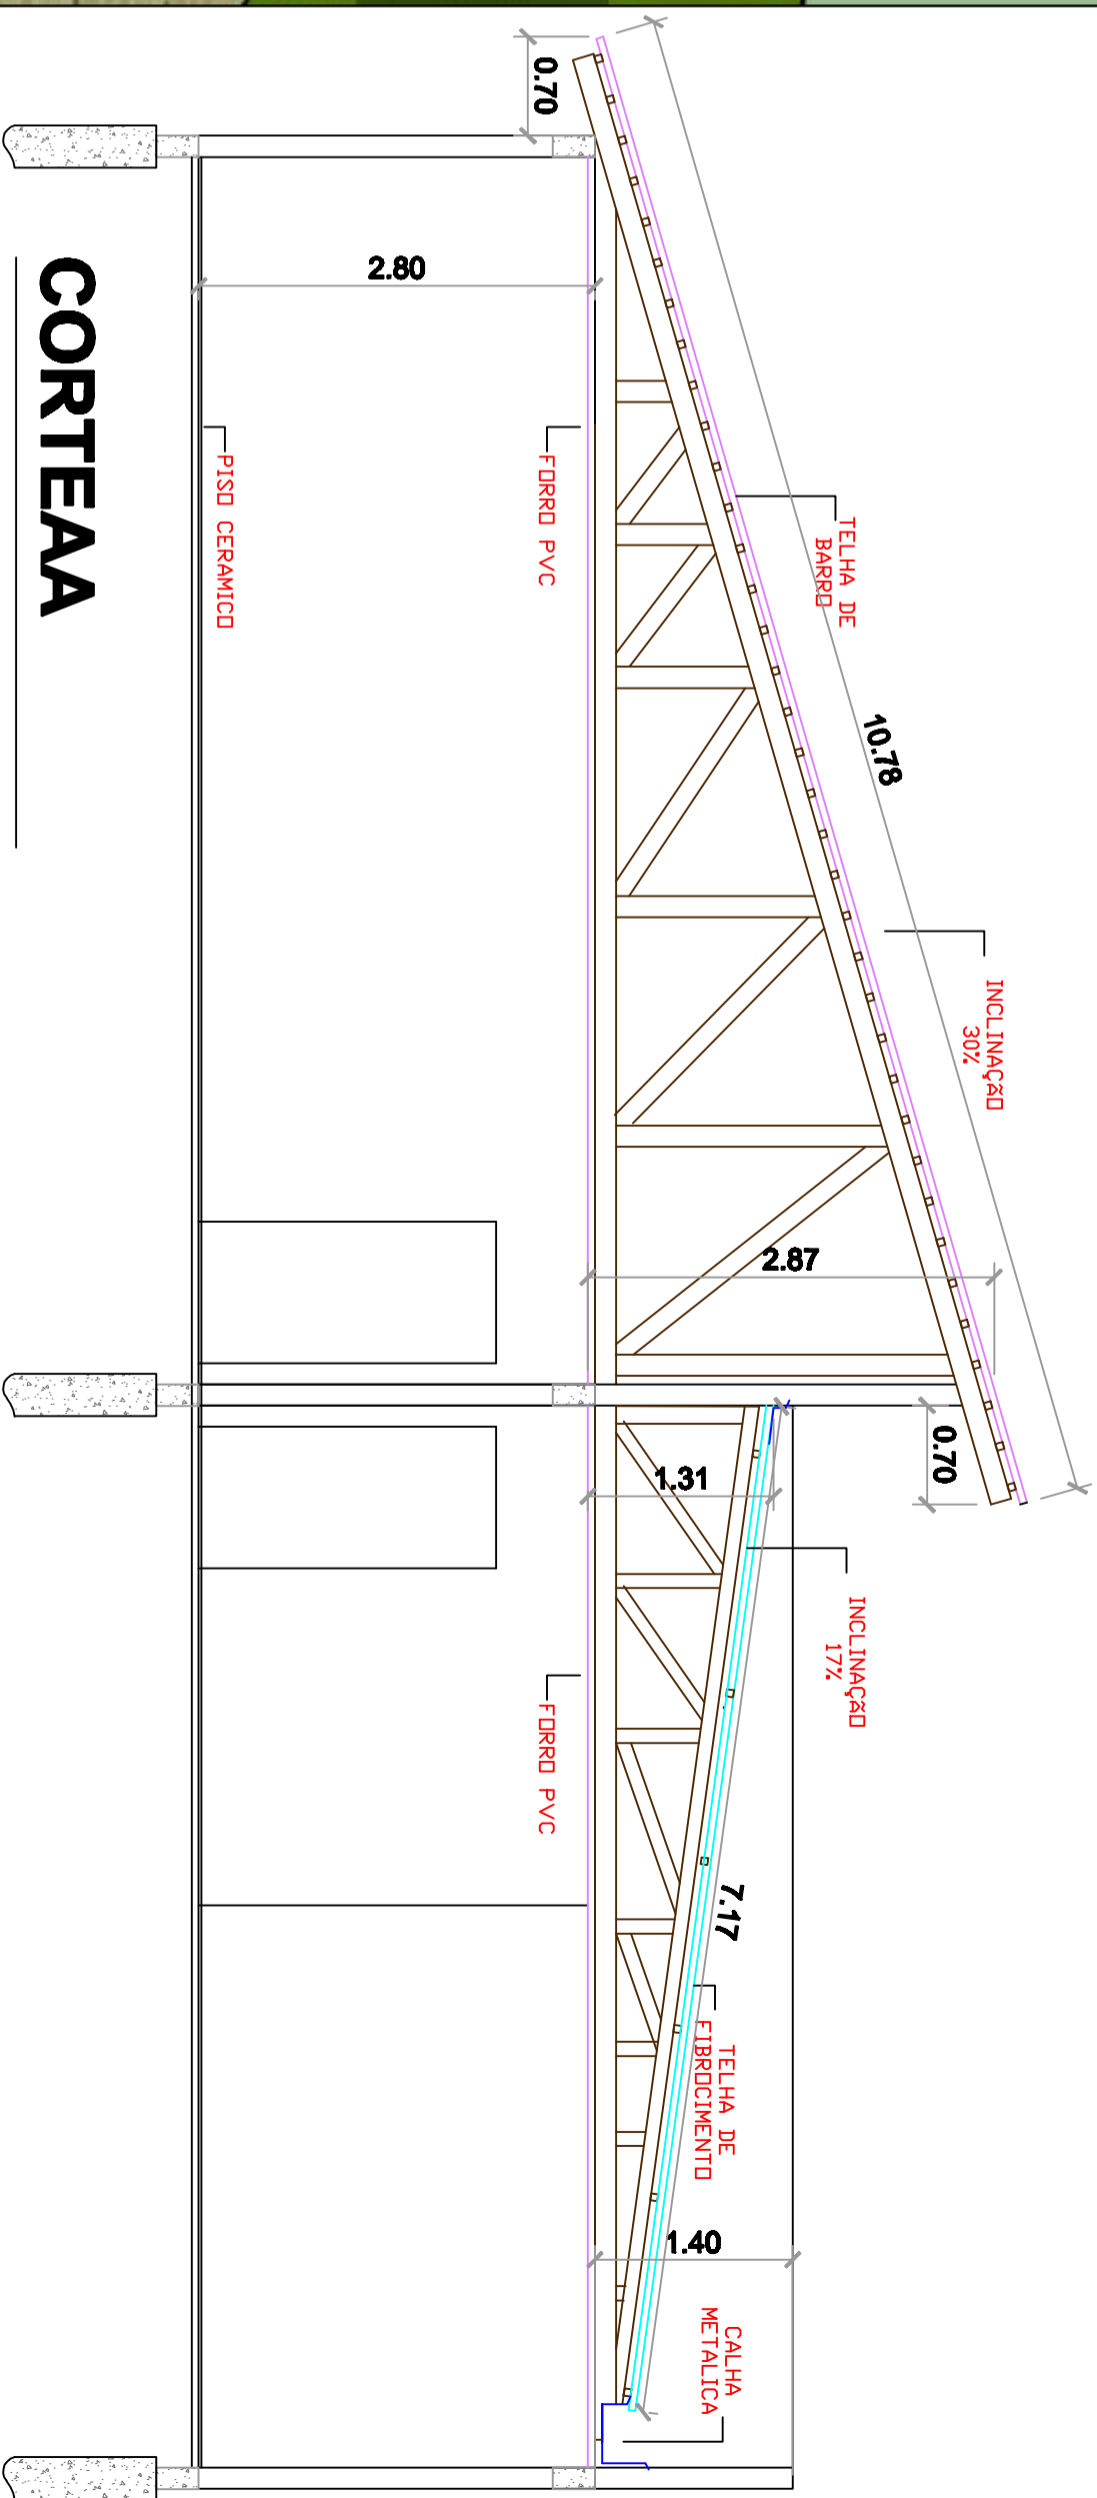 0.70
10.78
TELHA DE
BARRO
INCLINAÇÃO
30%
2.80
FORRO PVC
PISO CERAMICO
2.87
0.70
1.31
INCLINAÇÃO
17%
FORRO PVC
7.17
TELHA DE
FIBROCIMENTO
1.40
CALHA
METALICA
CORTEAA